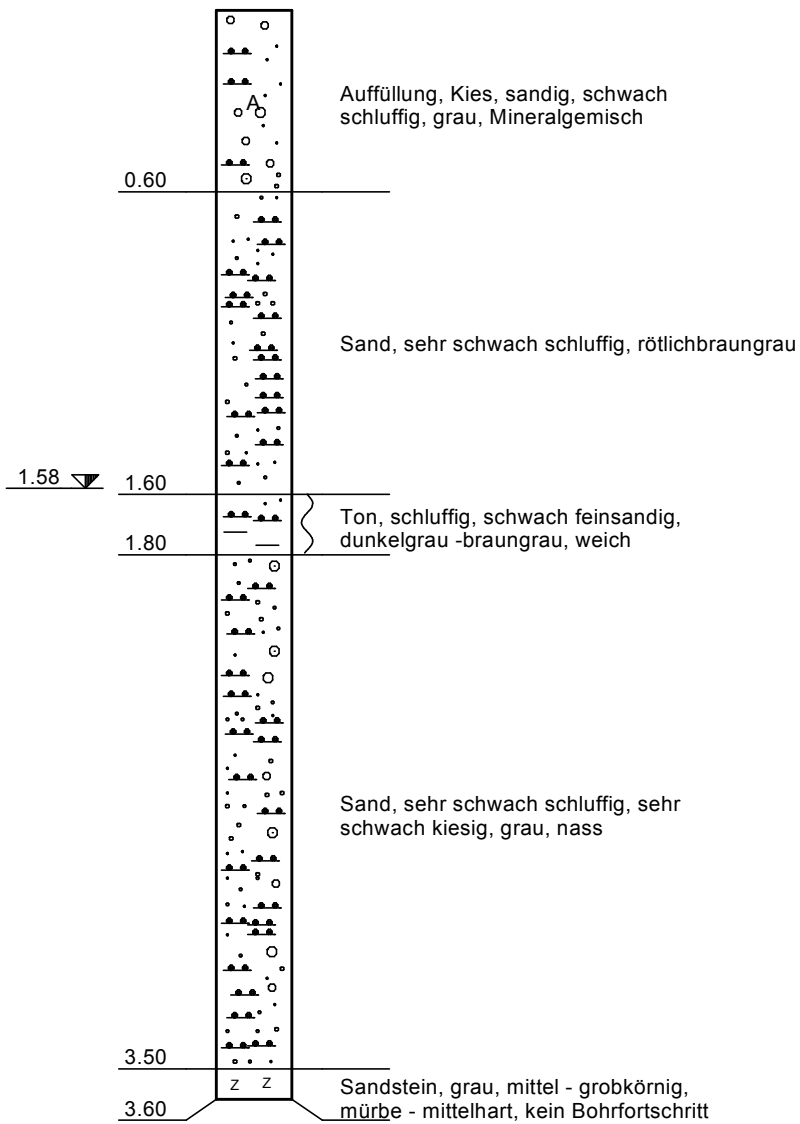 A
Auffüllung, Kies, sandig, schwach
schluffig, grau, Mineralgemisch
0.60
Sand, sehr schwach schluffig, rötlichbraungrau
1.58
1.60
Ton, schluffig, schwach feinsandig,
dunkelgrau -braungrau, weich
1.80
Sand, sehr schwach schluffig, sehr
schwach kiesig, grau, nass
3.50
z z
Sandstein, grau, mittel - grobkörnig,
mürbe - mittelhart, kein Bohrfortschritt
3.60